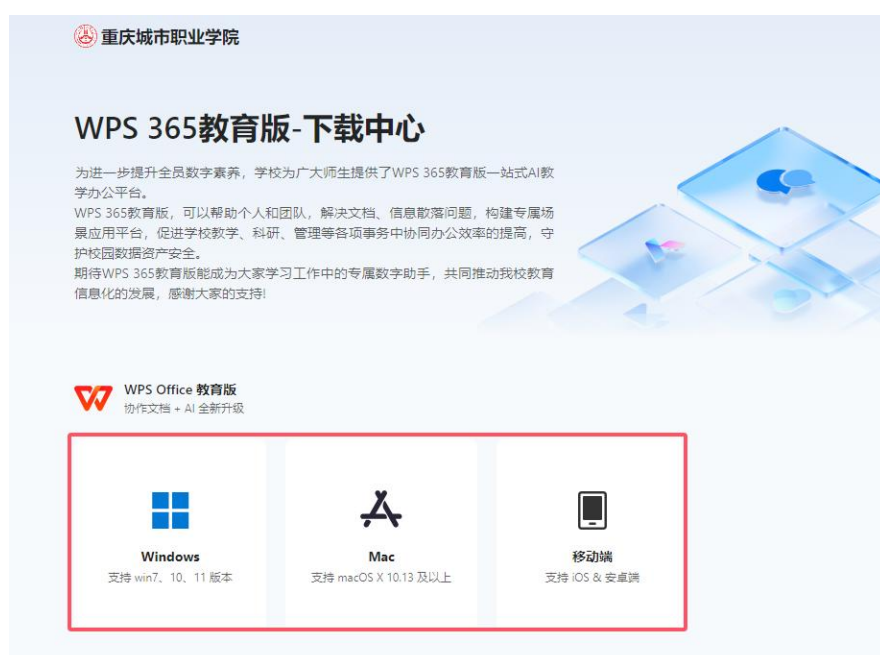 重庆城市职业学院
WPS 365教育版-下载中心
为进一步提升全员数字素养，学校为广大师生提供了WPS 365教育版一站式AI教
学办公平台。
WPS 365教育版，可以帮助个人和团队，解决文档、信息散落问题，构建专属场
景应用平台，促进学校教学、科研、管理等各项事务中协同办公效率的提高，守
护校园数据资产安全。
期待WPS 365教育版能成为大家学习工作中的专属数字助手，共同推动我校教育
信息化的发展，感谢大家的支持!
WPS Office 教育版
协作文档 + AI 全新升级
Windows
支持 win7、10、11 版本
Mac
支持 macOS X 10.13 及以上
移动端
支持 iOS & 安卓端